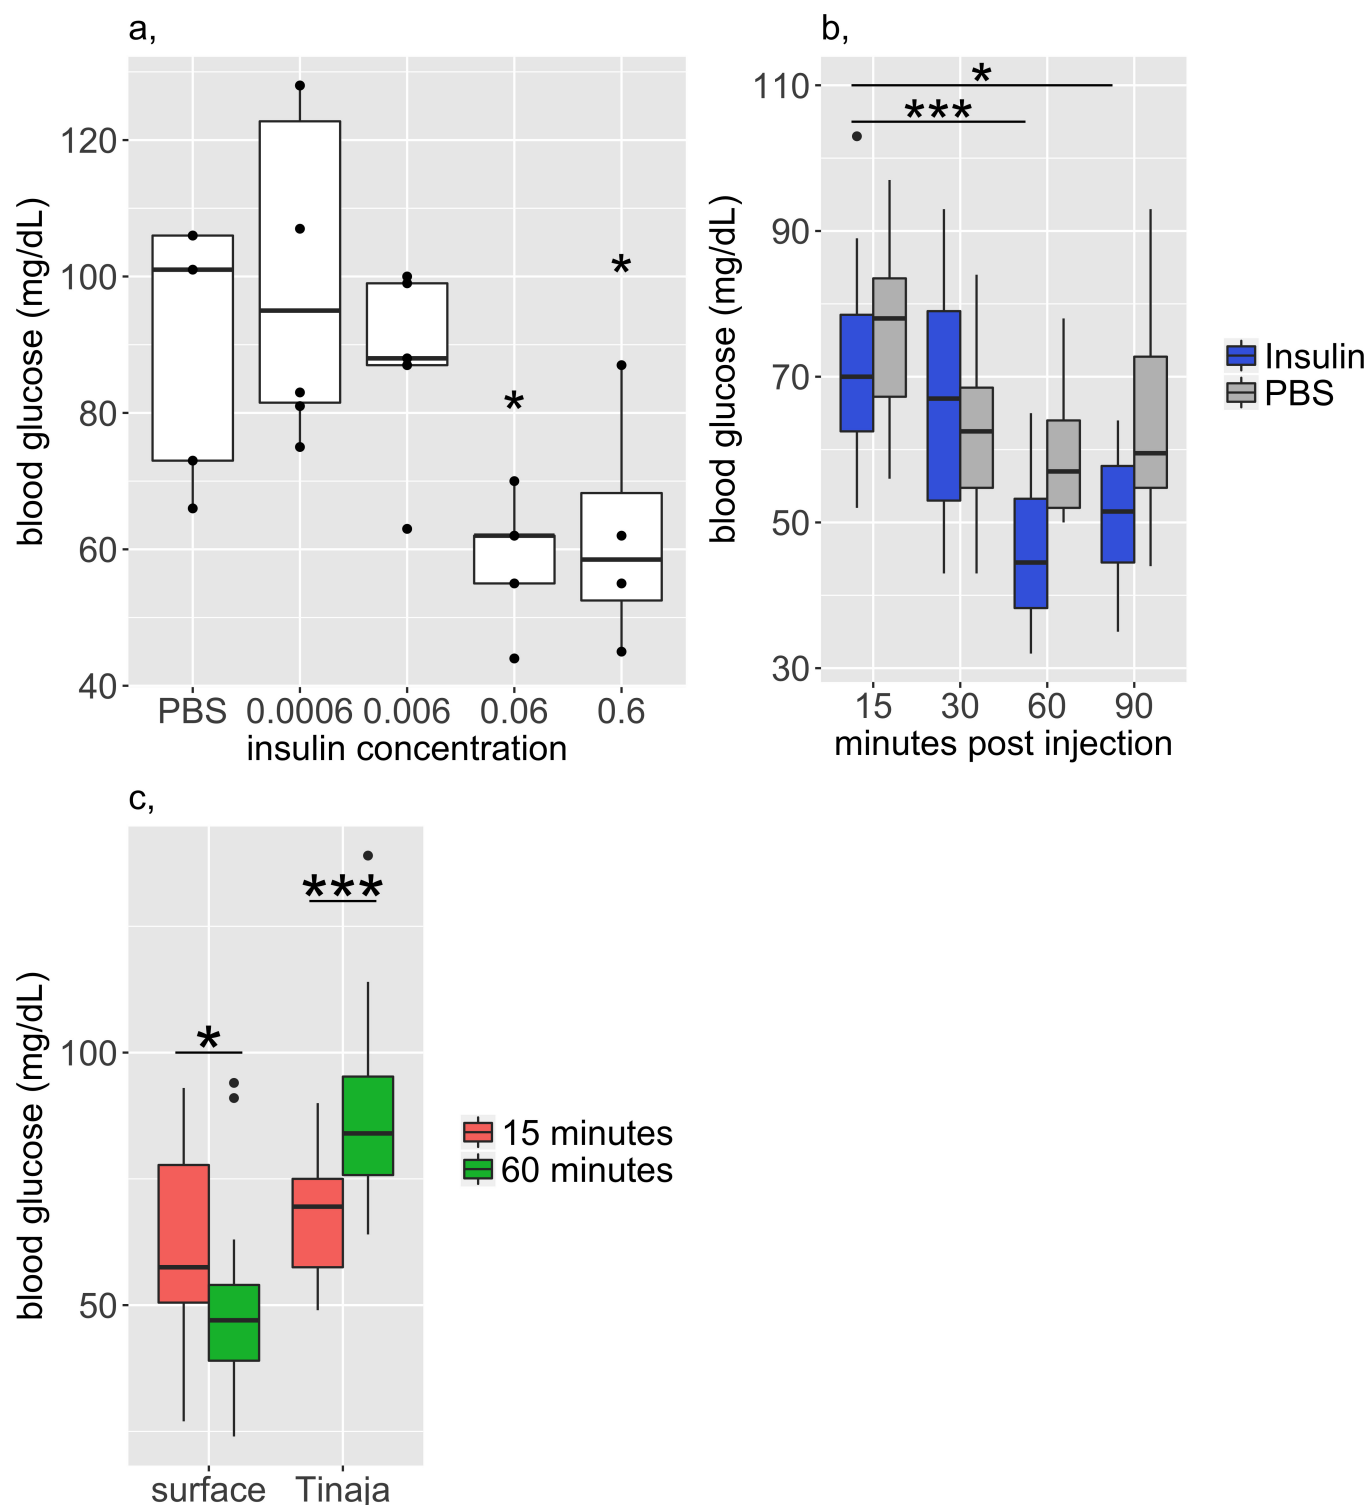 a,
blood glucose (mg/dL)
120
100
80
60
40
*
*
PBS 0.0006 0.006 0.06 0.6
insulin concentration
b,
blood glucose (mg/dL)
110
90
70
50
30
*
***
15 30 60 90
minutes post injection
Insulin
PBS
c,
blood glucose (mg/dL)
100
50
***
*
surface Tinaja
15 minutes
60 minutes